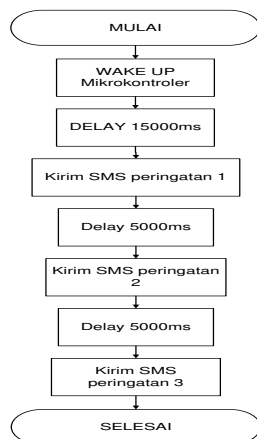 MULAI
WAKE UP
Mikrokontroler
DELAY 15000ms
Kirim SMS peringatan 1
Delay 5000ms
Kirim SMS peringatan
2
Delay 5000ms
Kirim SMS
peringatan 3
SELESAI